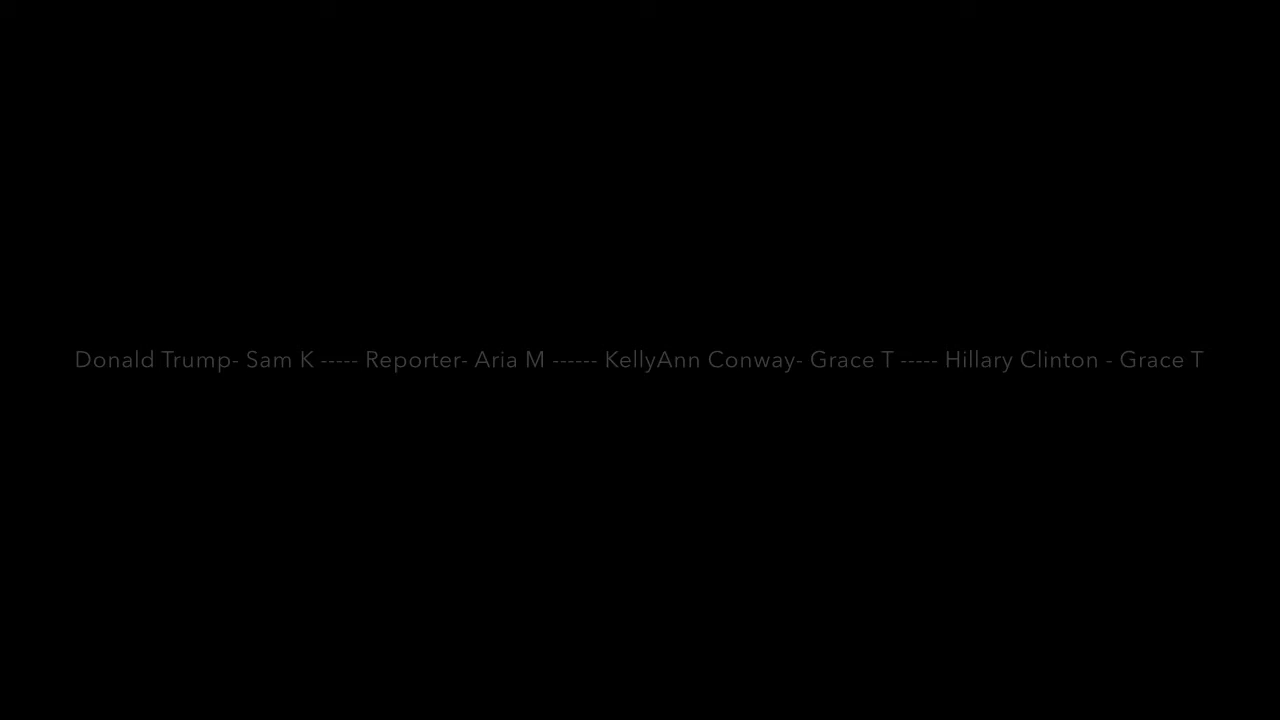 Donald Trump- Sam K ----- Reporter- Aria M ------ KellyAnn Conway- Grace T ----- Hillary Clinton - Grace T